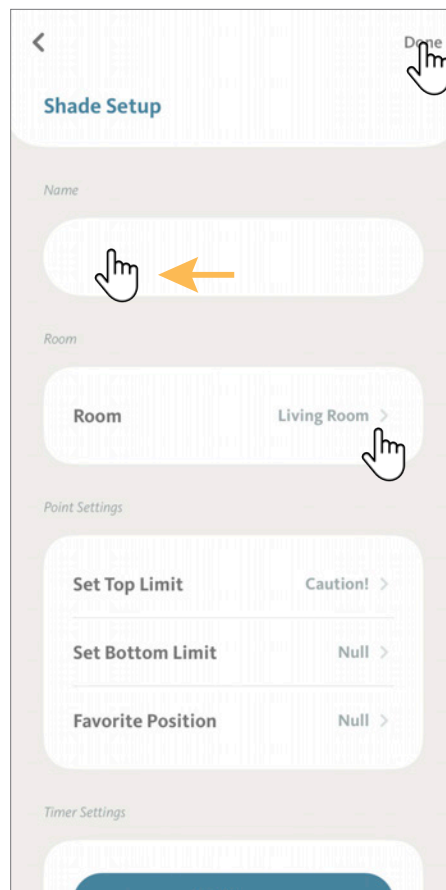 Done
Shade Setup
Name
Room
Room Living Room
Point Settings
Set Top Limit Caution!
Set Bottom Limit Null
Favorite Position Null
Timer Settings